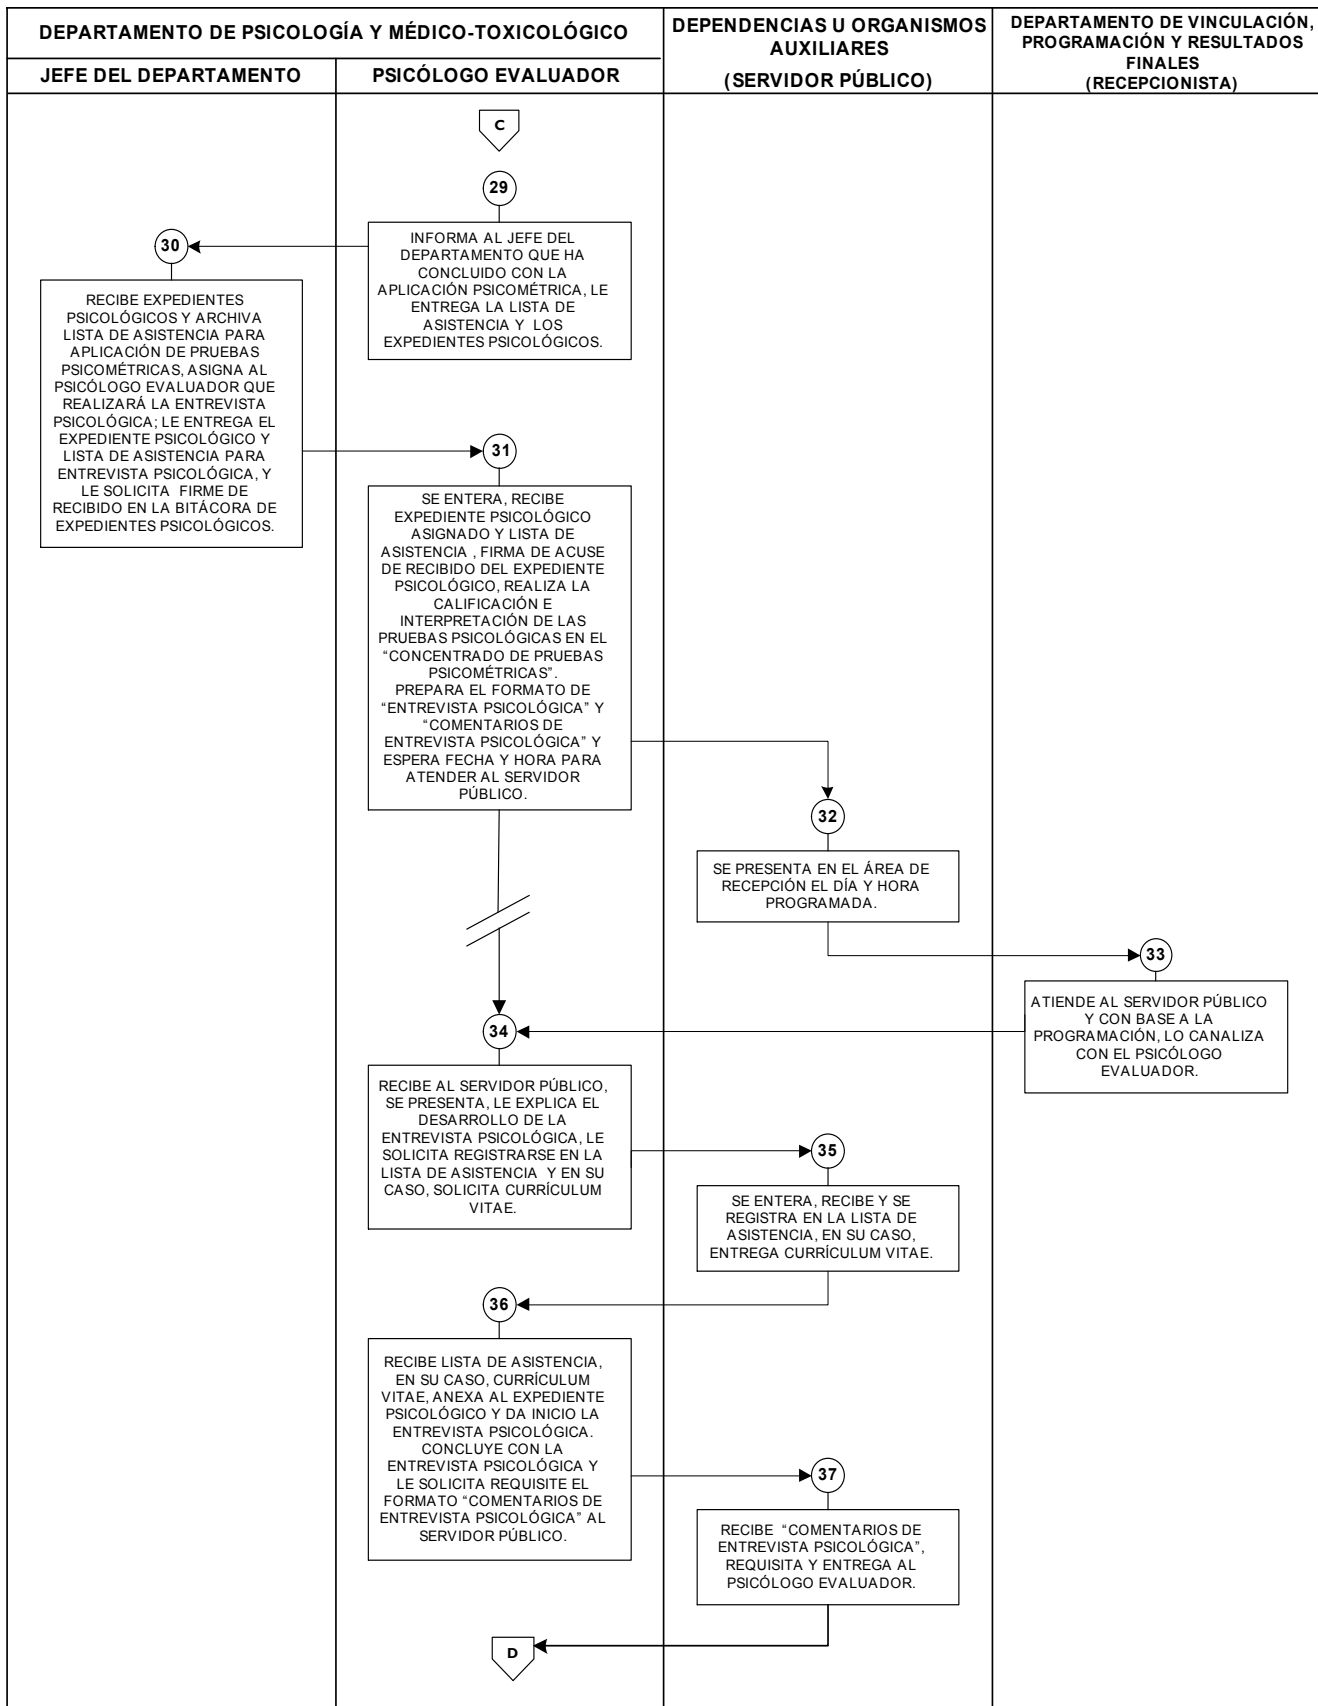 DEPARTAMENTO DE PSICOLOGÍA Y MÉDICO-TOXICOLÓGICO
JEFE DEL DEPARTAMENTO
PSICÓLOGO EVALUADOR
DEPENDENCIAS U ORGANISMOS
AUXILIARES
(SERVIDOR PÚBLICO)
DEPARTAMENTO DE VINCULACIÓN,
PROGRAMACIÓN Y RESULTADOS
FINALES
(RECEPCIONISTA)
C
29
INFORMA AL JEFE DEL
DEPARTAMENTO QUE HA
CONCLUIDO CON LA
APLICACIÓN PSICOMÉTRICA, LE
ENTREGA LA LISTA DE
ASISTENCIA Y LOS
EXPEDIENTES PSICOLÓGICOS.
30
RECIBE EXPEDIENTES
PSICOLÓGICOS Y ARCHIVA
LISTA DE ASISTENCIA PARA
APLICACIÓN DE PRUEBAS
PSICOMÉTRICAS, ASIGNA AL
PSICÓLOGO EVALUADOR QUE
REALIZARÁ LA ENTREVISTA
PSICOLÓGICA; LE ENTREGA EL
EXPEDIENTE PSICOLÓGICO Y
LISTA DE ASISTENCIA PARA
ENTREVISTA PSICOLÓGICA, Y
LE SOLICITA FIRME DE
RECIBIDO EN LA BITÁCORA DE
EXPEDIENTES PSICOLÓGICOS.
31
SE ENTERA, RECIBE
EXPEDIENTE PSICOLÓGICO
ASIGNADO Y LISTA DE
ASISTENCIA , FIRMA DE ACUSE
DE RECIBIDO DEL EXPEDIENTE
PSICOLÓGICO, REALIZA LA
CALIFICACIÓN E
INTERPRETACIÓN DE LAS
PRUEBAS PSICOLÓGICAS EN EL
“CONCENTRADO DE PRUEBAS
PSICOMÉTRICAS”.
PREPARA EL FORMATO DE
“ENTREVISTA PSICOLÓGICA” Y
“COMENTARIOS DE
ENTREVISTA PSICOLÓGICA” Y
ESPERA FECHA Y HORA PARA
ATENDER AL SERVIDOR
PÚBLICO.
32
SE PRESENTA EN EL ÁREA DE
RECEPCIÓN EL DÍA Y HORA
PROGRAMADA.
33
ATIENDE AL SERVIDOR PÚBLICO
Y CON BASE A LA
PROGRAMACIÓN, LO CANALIZA
CON EL PSICÓLOGO
EVALUADOR.
34
RECIBE AL SERVIDOR PÚBLICO,
SE PRESENTA, LE EXPLICA EL
DESARROLLO DE LA
ENTREVISTA PSICOLÓGICA, LE
SOLICITA REGISTRARSE EN LA
LISTA DE ASISTENCIA Y EN SU
CASO, SOLICITA CURRÍCULUM
VITAE.
35
SE ENTERA, RECIBE Y SE
REGISTRA EN LA LISTA DE
ASISTENCIA, EN SU CASO,
ENTREGA CURRÍCULUM VITAE.
36
RECIBE LISTA DE ASISTENCIA,
EN SU CASO, CURRÍCULUM
VITAE, ANEXA AL EXPEDIENTE
PSICOLÓGICO Y DA INICIO LA
ENTREVISTA PSICOLÓGICA.
CONCLUYE CON LA
ENTREVISTA PSICOLÓGICA Y
LE SOLICITA REQUISITE EL
FORMATO “COMENTARIOS DE
ENTREVISTA PSICOLÓGICA” AL
SERVIDOR PÚBLICO.
37
RECIBE “COMENTARIOS DE
ENTREVISTA PSICOLÓGICA”,
REQUISITA Y ENTREGA AL
PSICÓLOGO EVALUADOR.
D